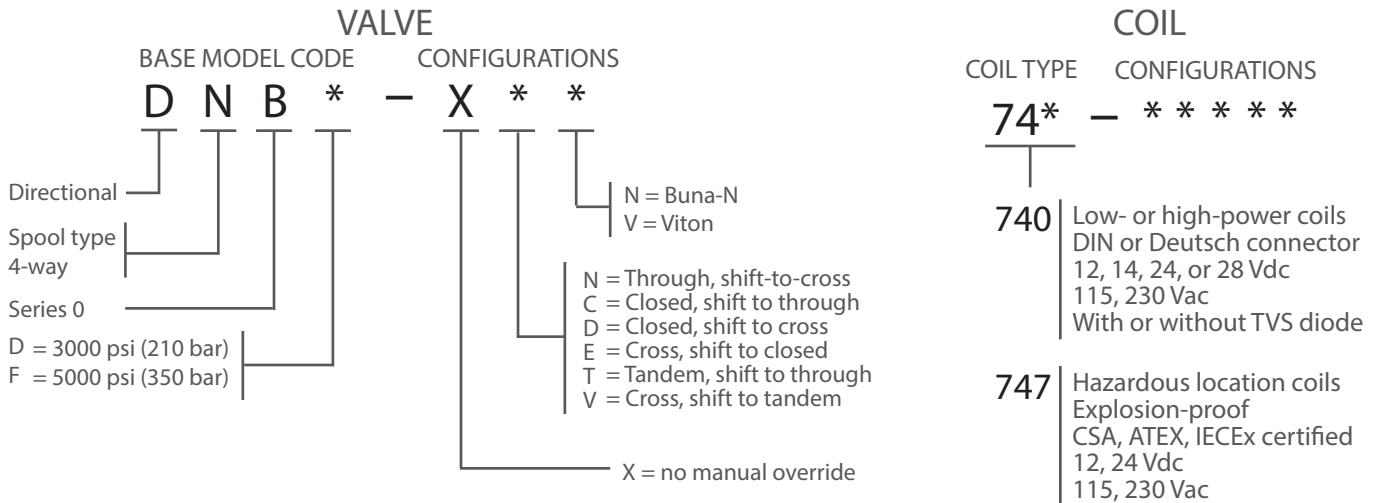 VALVE
BASE MODEL CODE
CONFIGURATIONS
D N B * – X * *
Directional
Spool type
4-way
Series 0
D = 3000 psi (210 bar)
F = 5000 psi (350 bar)
N = Buna-N
V = Viton
N = Through, shift-to-cross
C = Closed, shift to through
D = Closed, shift to cross
E = Cross, shift to closed
T = Tandem, shift to through
V = Cross, shift to tandem
X = no manual override
COIL
COIL TYPE
CONFIGURATIONS
74* – * * * * *
740
Low- or high-power coils
DIN or Deutsch connector
12, 14, 24, or 28 Vdc
115, 230 Vac
With or without TVS diode
747
Hazardous location coils
Explosion-proof
CSA, ATEX, IECEx certified
12, 24 Vdc
115, 230 Vac